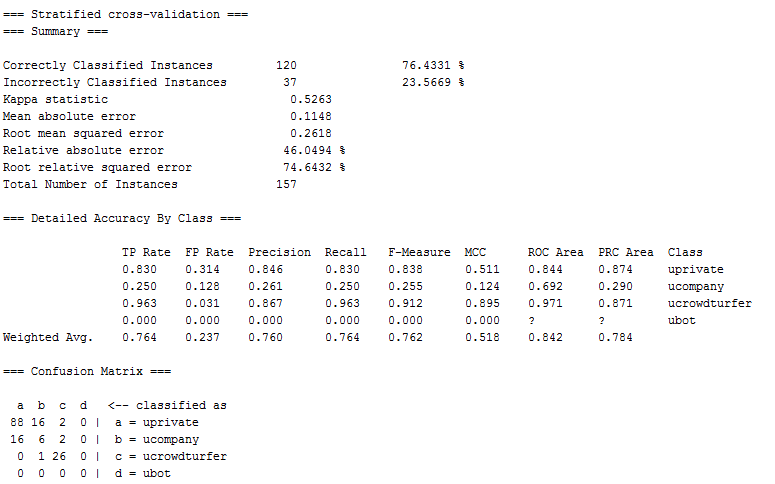 === Stratified cross-validation ===
=== Summary ===

Correctly Classified Instances         120               76.4331 %
Incorrectly Classified Instances        37               23.5669 %
Kappa statistic                          0.5263
Mean absolute error                      0.1148
Root mean squared error                  0.2618
Relative absolute error                 46.0494 %
Root relative squared error             74.6432 %
Total Number of Instances              157

=== Detailed Accuracy By Class ===

                 TP Rate  FP Rate  Precision  Recall   F-Measure  MCC      ROC Area  PRC Area  Class
                 0.830    0.314    0.846      0.830    0.838      0.511    0.844     0.874     uprivate
                 0.250    0.128    0.261      0.250    0.255      0.124    0.692     0.290     ucompany
                 0.963    0.031    0.867      0.963    0.912      0.895    0.971     0.871     ucrowdturfer
                 0.000    0.000    0.000      0.000    0.000      0.000    ?         ?         ubot
Weighted Avg.    0.764    0.237    0.760      0.764    0.762      0.518    0.842     0.784

=== Confusion Matrix ===

  a  b  c  d   <-- classified as
 88 16  2  0 |  a = uprivate
 16  6  2  0 |  b = ucompany
  0  1 26  0 |  c = ucrowdturfer
  0  0  0  0 |  d = ubot